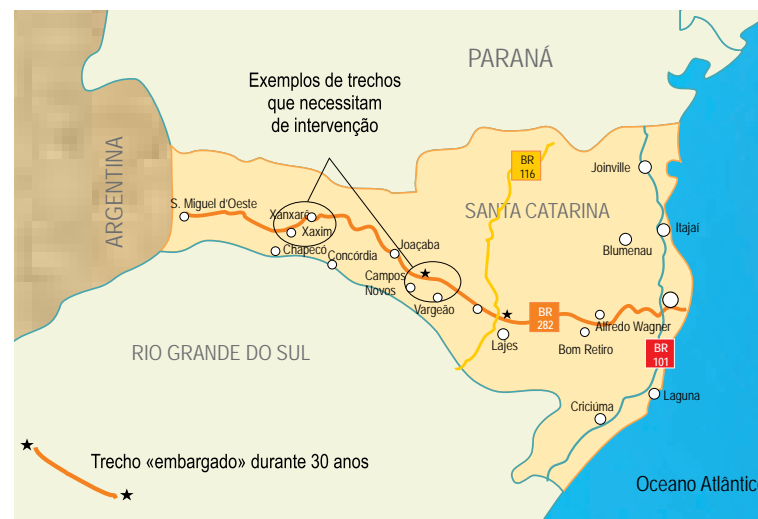 PARANÁ
Exemplos de trechos
que necessitam
de intervenção
ARGENTINA
BR
116
Joinville
S. Miguel d'Oeste
Xanxarê
Xaxim
SANTA CATARINA
Itajaí
Blumenau
Chapecó
Concórdia
Joaçaba
Campos
Novos
Vargeão
BR
282
Alfredo Wagner
Lajes
Bom Retiro
BR
101
RIO GRANDE DO SUL
Laguna
Criciúma
Trecho «embargado» durante 30 anos
Oceano Atlântico